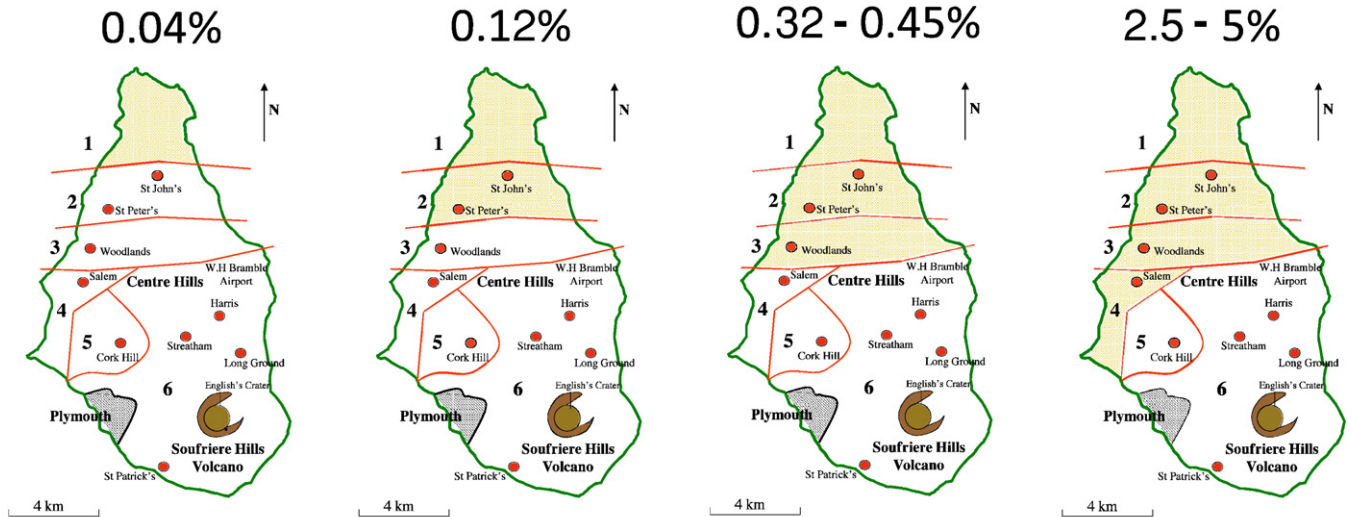 0.04%
N
1
St John's
2
St Peter's
3
Woodlands
Salem
Centre Hills
W.H Bramble
Airport
Harris
4
5
Cork Hill
Streatham
Long Ground
6
English's Crater
Plymouth
Soufriere Hills
Volcano
St Patrick's
4 km
0.12%
N
1
St John's
2
St Peter's
3
Woodlands
Salem
Centre Hills
W.H Bramble
Airport
Harris
4
5
Cork Hill
Streatham
Long Ground
6
English's Crater
Plymouth
Soufriere Hills
Volcano
St Patrick's
4 km
0.32 - 0.45%
N
1
St John's
2
St Peter's
3
Woodlands
Salem
Centre Hills
W.H Bramble
Airport
Harris
4
5
Cork Hill
Streatham
Long Ground
6
English's Crater
Plymouth
Soufriere Hills
Volcano
St Patrick's
4 km
2.5 - 5%
N
1
St John's
2
St Peter's
3
Woodlands
Salem
Centre Hills
W.H Bramble
Airport
Harris
4
5
Cork Hill
Streatham
Long Ground
6
English's Crater
Plymouth
Soufriere Hills
Volcano
St Patrick's
4 km